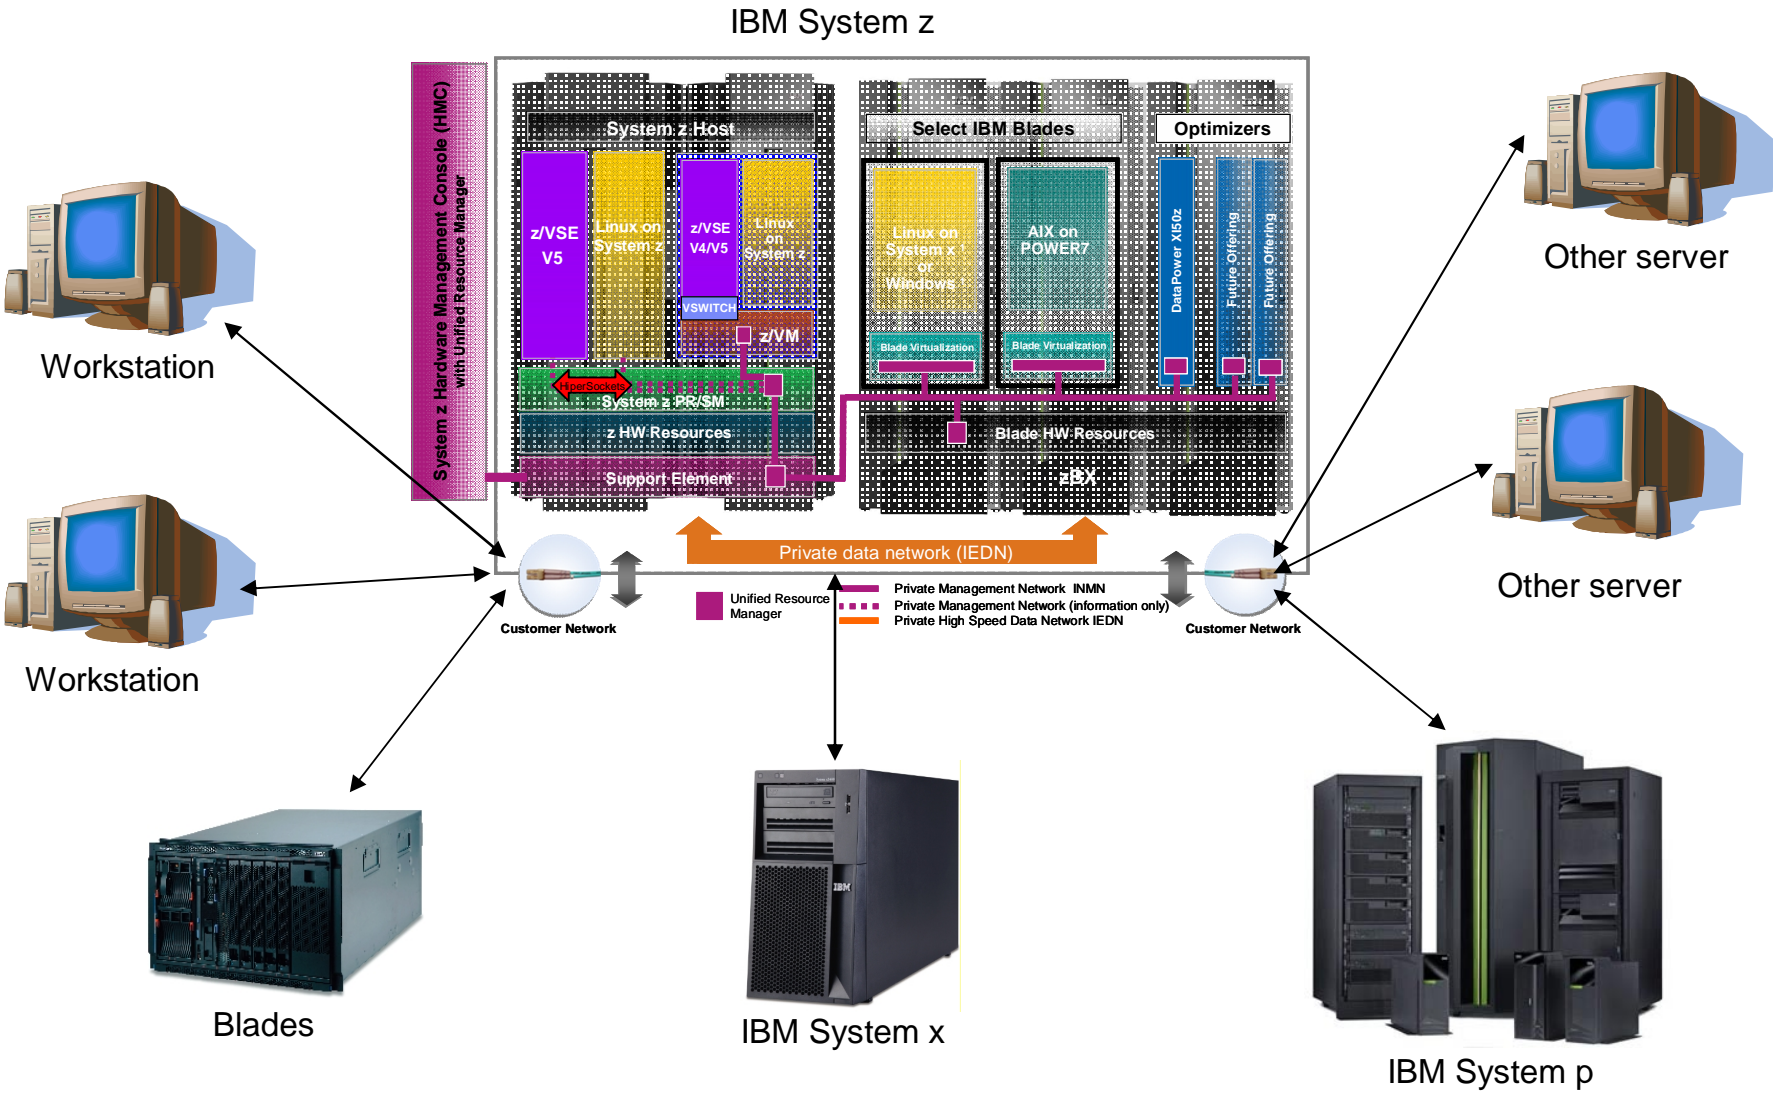 IBM System z
System z Hardware Management Console (HMC)
with Unified Resource Manager
System z Host
Select IBM Blades
Optimizers
z/VSE
V5
Linux on
System z
z/VSE
V4/V5
Linux
on
System z
VSWITCH
z/VM
Linux on
System x ¹
or
Windows ¹
AIX on
POWER7
DataPower XI50z
Future Offering
Future Offering
Blade Virtualization
Blade Virtualization
HiperSockets
System z PR/SM
z HW Resources
Blade HW Resources
Support Element
zBX
Private data network (IEDN)
Unified Resource
Manager
Private Management Network INMN
Private Management Network (information only)
Private High Speed Data Network IEDN
Customer Network
Customer Network
Workstation
Workstation
Other server
Other server
Blades
IBM
IBM System x
IBM System p